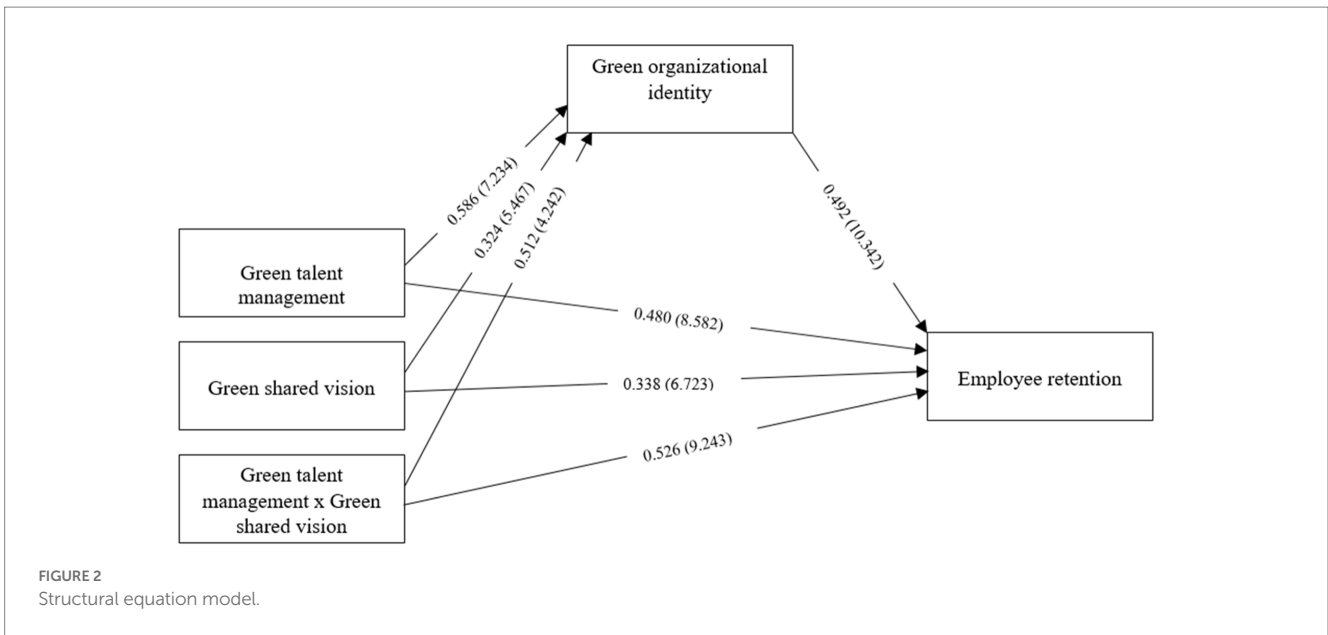 Green organizational
identity
0.586 (7.234)
0.324 (5.467)
0.512 (4.242)
0.492 (10.342)
Green talent
management
0.480 (8.582)
Green shared vision
0.338 (6.723)
Employee retention
Green talent
management x Green
shared vision
0.526 (9.243)
FIGURE 2
Structural equation model.